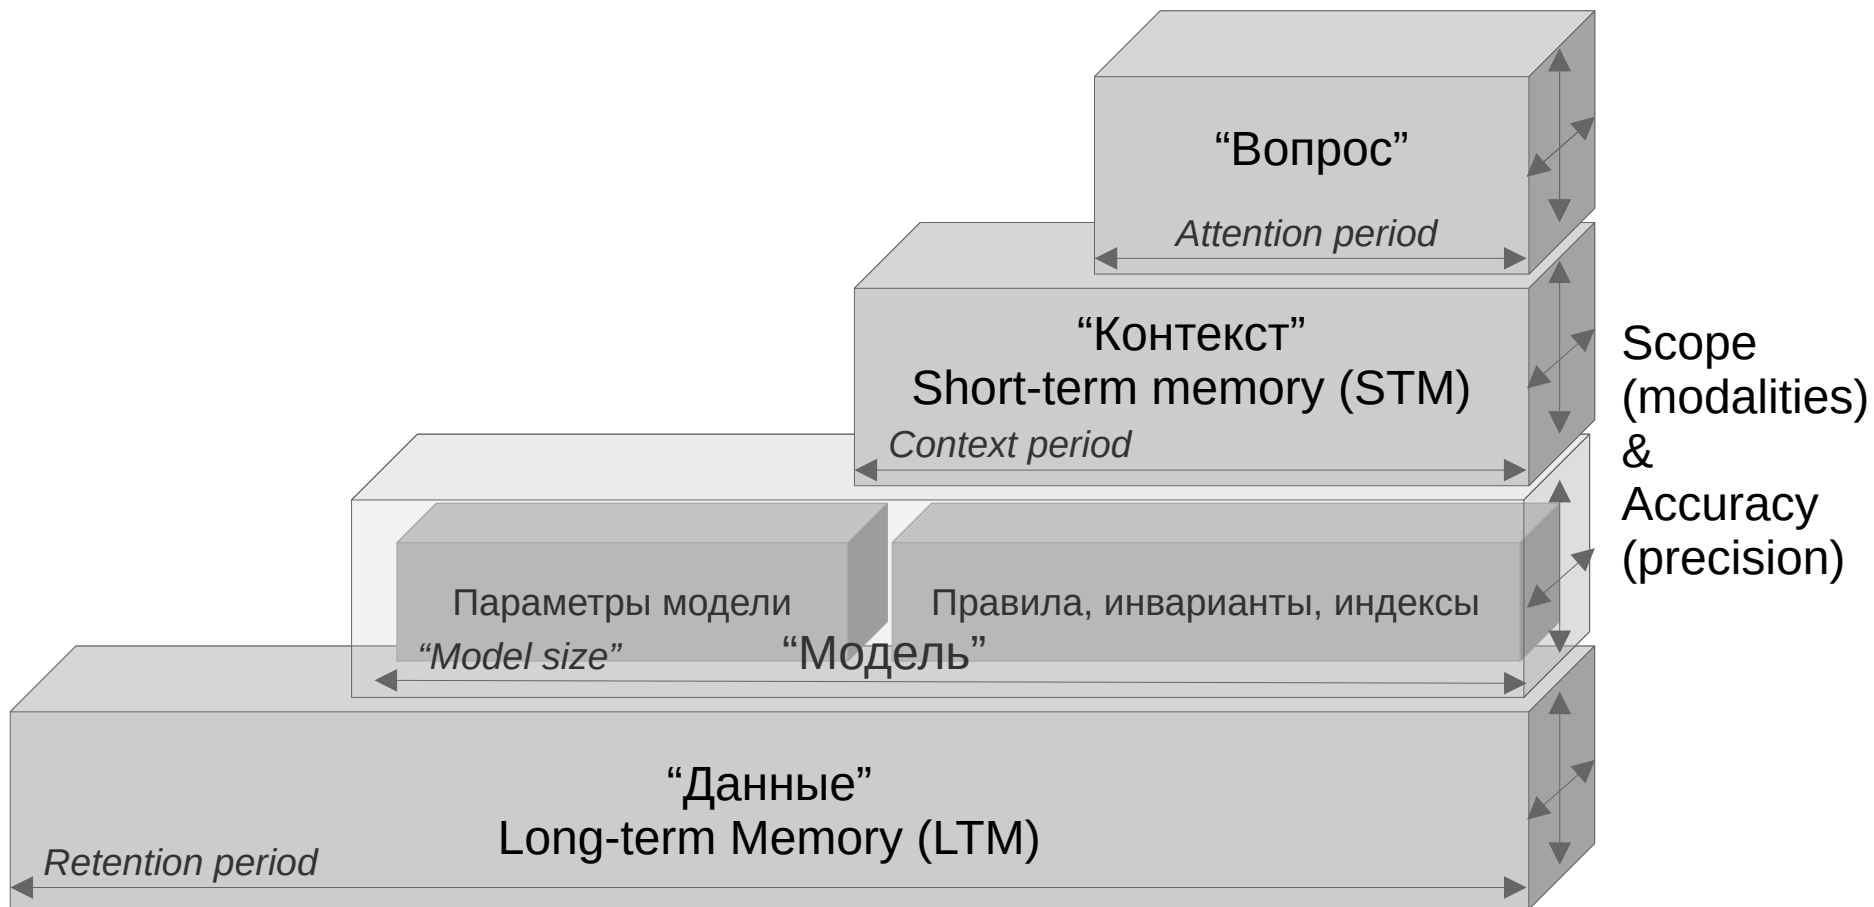 “Вопрос”
Attention period
“Контекст”
Short-term memory (STM)
Context period
Scope
(modalities)
&
Accuracy
(precision)
Параметры модели
Правила, инварианты, индексы
“Model size”
“Модель”
“Данные”
Long-term Memory (LTM)
Retention period